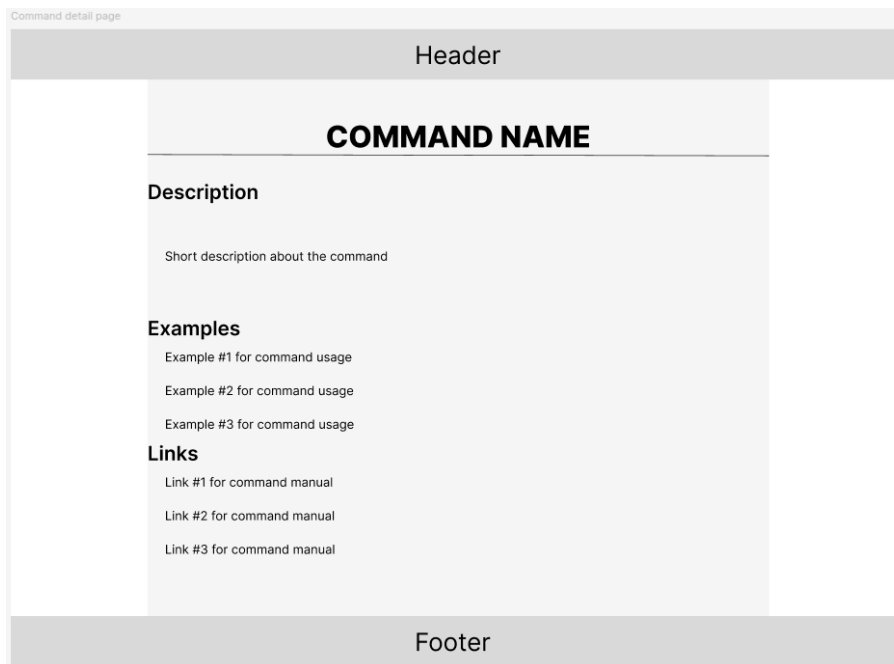 Command detail page
Header
COMMAND NAME
Description
Short description about the command
Examples
Example #1 for command usage
Example #2 for command usage
Example #3 for command usage
Links
Link #1 for command manual
Link #2 for command manual
Link #3 for command manual
Footer